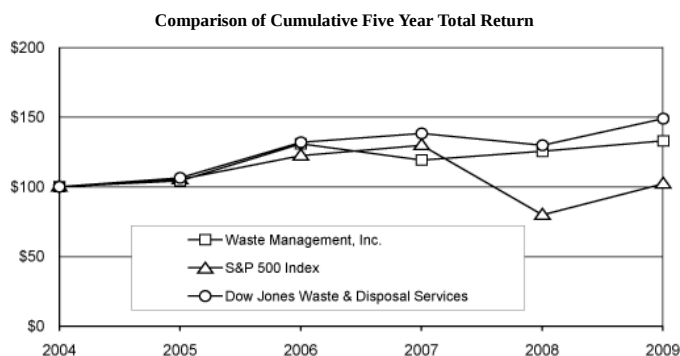 Comparison of Cumulative Five Year Total Return
$200
$150
$100
$50
$0
Waste Management, Inc.
S&P 500 Index
Dow Jones Waste & Disposal Services
2004 2005 2006 2007 2008 2009